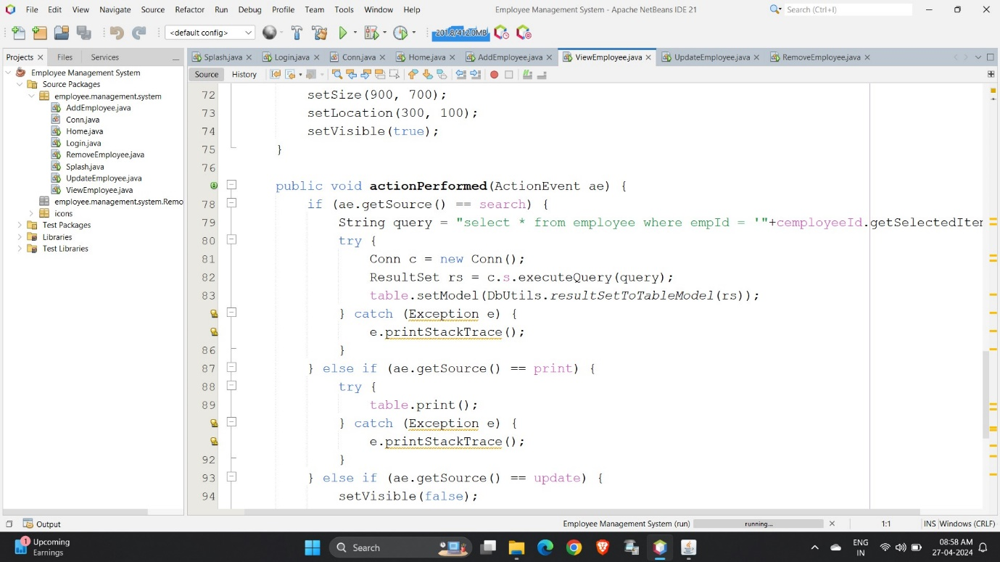 File Edit View Navigate Source Refactor Run Debug Profile Team Tools Window Help Employee Management System - Apache NetBeans IDE 21 Search (Ctrl+I)
<default config> 201.8/412.0MB
Projects Files Services
Splash.java Login.java Conn.java Home.java AddEmployee.java ViewEmployee.java UpdateEmployee.java RemoveEmployee.java
Employee Management System
Source Packages
employee.management.system
AddEmployee.java
Conn.java
Home.java
Login.java
RemoveEmployee.java
Splash.java
UpdateEmployee.java
ViewEmployee.java
employee.management.system.Remo
icons
Test Packages
Libraries
Test Libraries
Source History
72 setSize(900, 700);
73 setLocation(300, 100);
74 setVisible(true);
75 }
76
public void actionPerformed(ActionEvent ae) {
78 if (ae.getSource() == search) {
79 String query = "select * from employee where empId = '"+cemployeeId.getSelectedIter
80 try {
81 Conn c = new Conn();
82 ResultSet rs = c.s.executeQuery(query);
83 table.setModel(DbUtils.resultSetToTableModel(rs));
} catch (Exception e) {
e.printStackTrace();
86 }
87 } else if (ae.getSource() == print) {
88 try {
89 table.print();
} catch (Exception e) {
e.printStackTrace();
92 }
93 } else if (ae.getSource() == update) {
94 setVisible(false);
Output Employee Management System (run) running... 1:1 INS Windows (CRLF)
1 Upcoming
Earnings
Search
ENG
IN
08:58 AM
27-04-2024